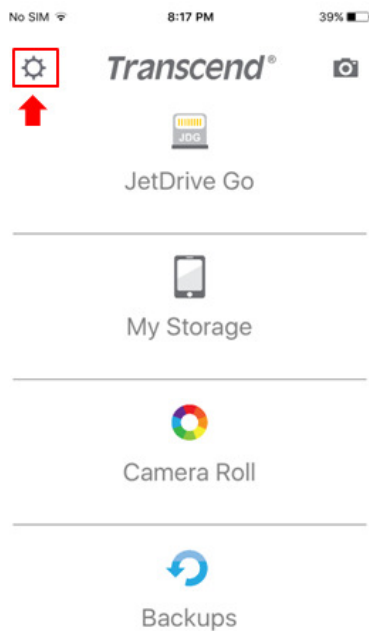 No SIM 8:17 PM 39%
Transcend®
JDG
JetDrive Go
My Storage
Camera Roll
Backups